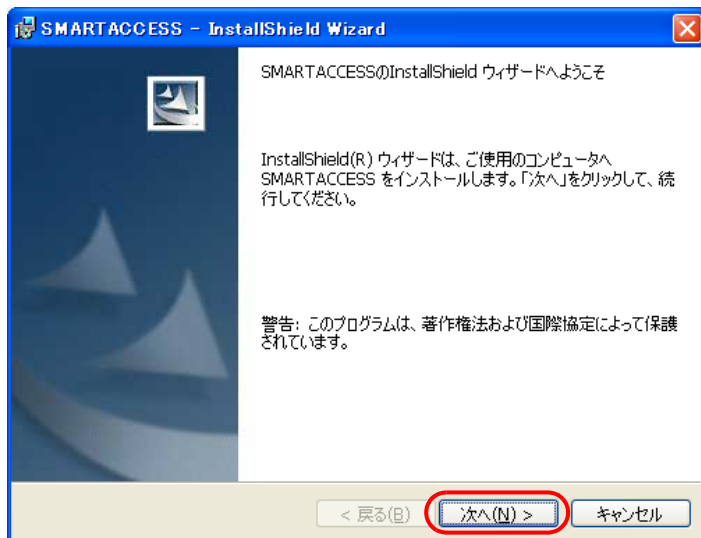 SMARTACCESS - InstallShield Wizard
SMARTACCESSのInstallShield ウィザードへようこそ
InstallShield(R) ウィザードは、ご使用のコンピュータへ
SMARTACCESS をインストールします。「次へ」をクリックして、続
行してください。
警告: このプログラムは、著作権法および国際協定によって保護
されています。
< 戻る(B)
次へ(N) >
キャンセル